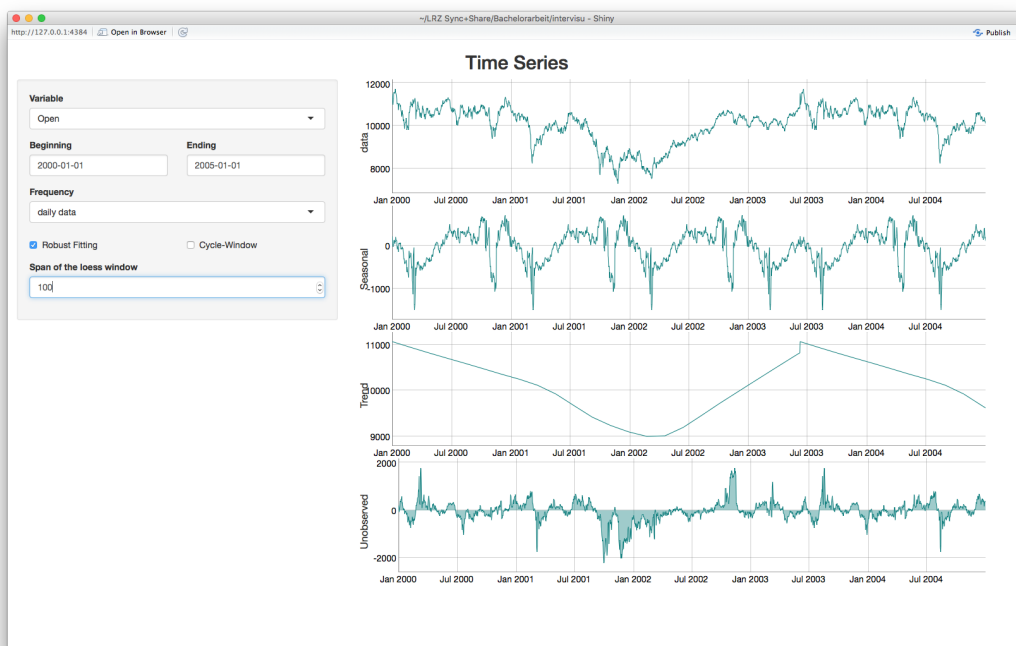 ~/LRZ Sync+Share/Bachelorarbeit/intervisu - Shiny
http://127.0.0.1:4384 Open in Browser Publish
Time Series
Variable
Open
Beginning Ending
2000-01-01 2005-01-01
Frequency
daily data
Robust Fitting Cycle-Window
Span of the loess window
100
data
12000
10000
8000
Jan 2000 Jul 2000 Jan 2001 Jul 2001 Jan 2002 Jul 2002 Jan 2003 Jul 2003 Jan 2004 Jul 2004
Seasonal
0
-1000
Jan 2000 Jul 2000 Jan 2001 Jul 2001 Jan 2002 Jul 2002 Jan 2003 Jul 2003 Jan 2004 Jul 2004
Trend
11000
10000
9000
Jan 2000 Jul 2000 Jan 2001 Jul 2001 Jan 2002 Jul 2002 Jan 2003 Jul 2003 Jan 2004 Jul 2004
Unobserved
2000
0
-2000
Jan 2000 Jul 2000 Jan 2001 Jul 2001 Jan 2002 Jul 2002 Jan 2003 Jul 2003 Jan 2004 Jul 2004